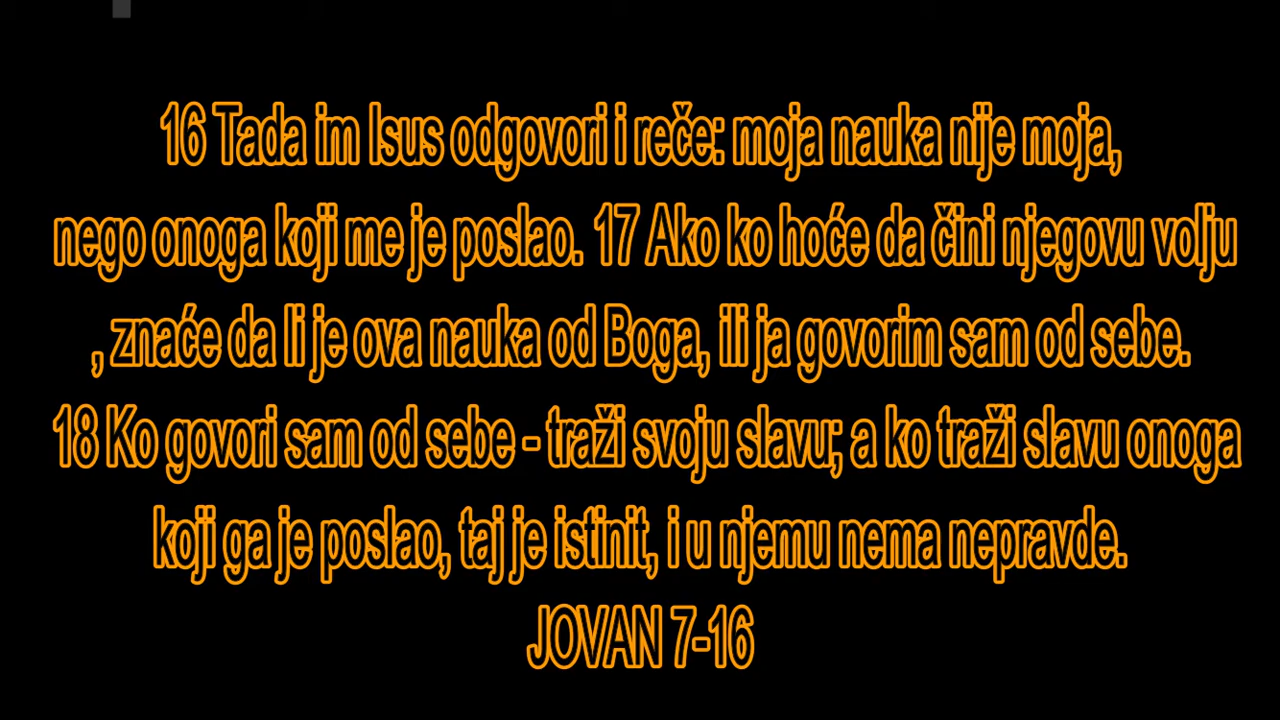 16 Tada im Isus odgovori i reče: moja nauka nije moja,
nego onoga koji me je poslao. 17 Ako ko hoće da čini njegovu volju
, znaće da li je ova nauka od Boga, ili ja govorim sam od sebe.
18 Ko govori sam od sebe - traži svoju slavu; a ko traži slavu onoga
koji ga je poslao, taj je istinit, i u njemu nema nepravde.
JOVAN 7-16